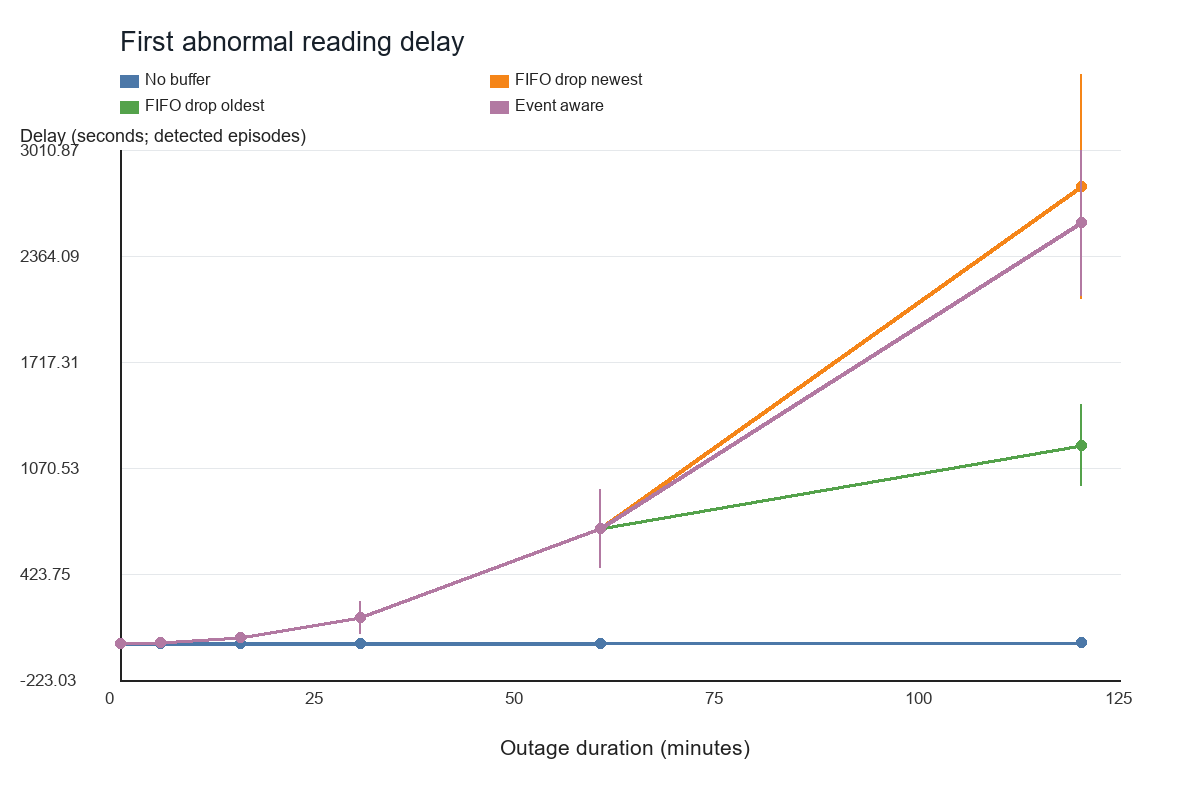 First abnormal reading delay
No buffer
FIFO drop newest
FIFO drop oldest
Event aware
Delay (seconds; detected episodes)
3010.87
2364.09
1717.31
1070.53
423.75
-223.03
0 25 50 75 100 125
Outage duration (minutes)